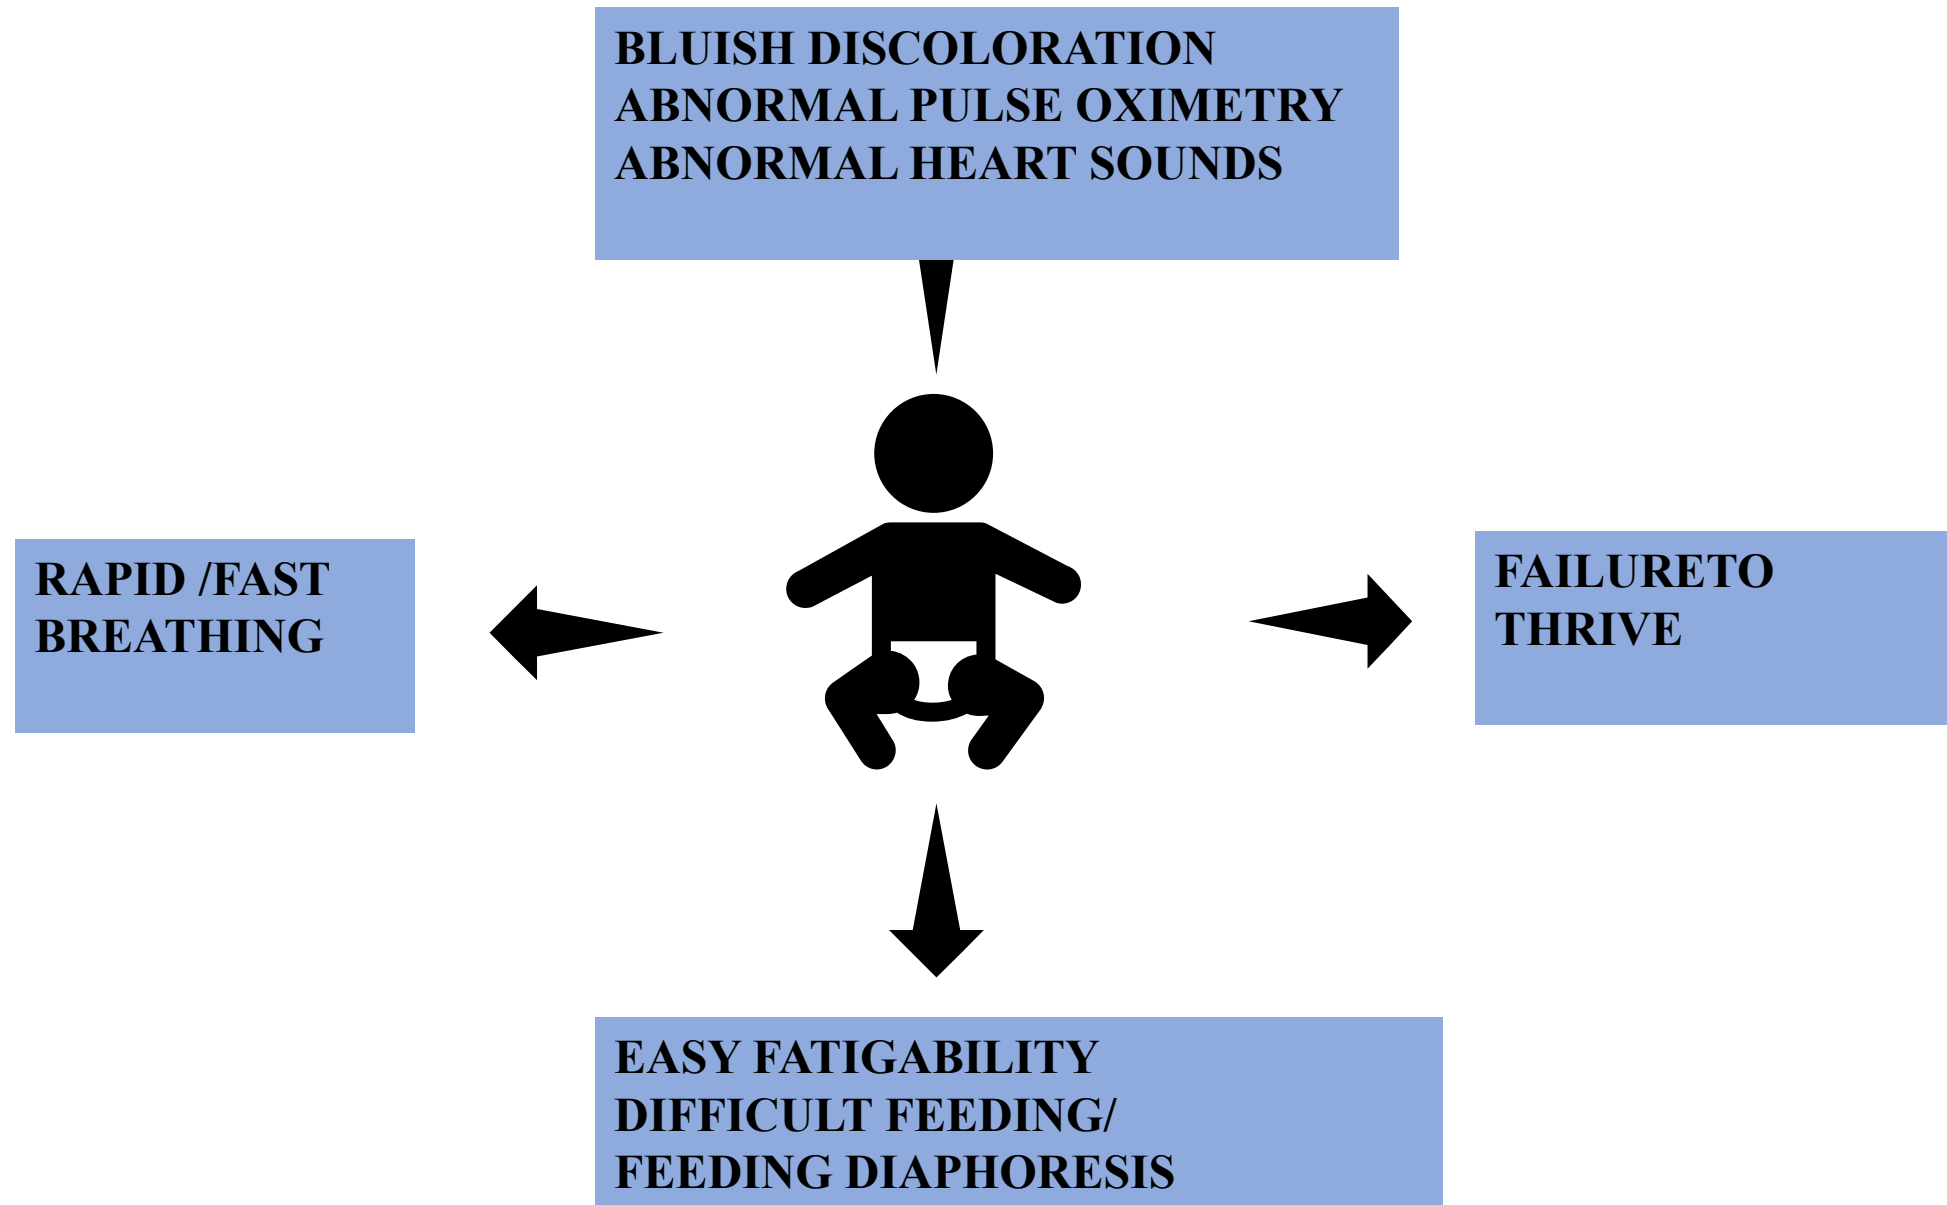 BLUISH DISCOLORATION
ABNORMAL PULSE OXIMETRY
ABNORMAL HEART SOUNDS
RAPID /FAST
BREATHING
FAILURETO
THRIVE
EASY FATIGABILITY
DIFFICULT FEEDING/
FEEDING DIAPHORESIS